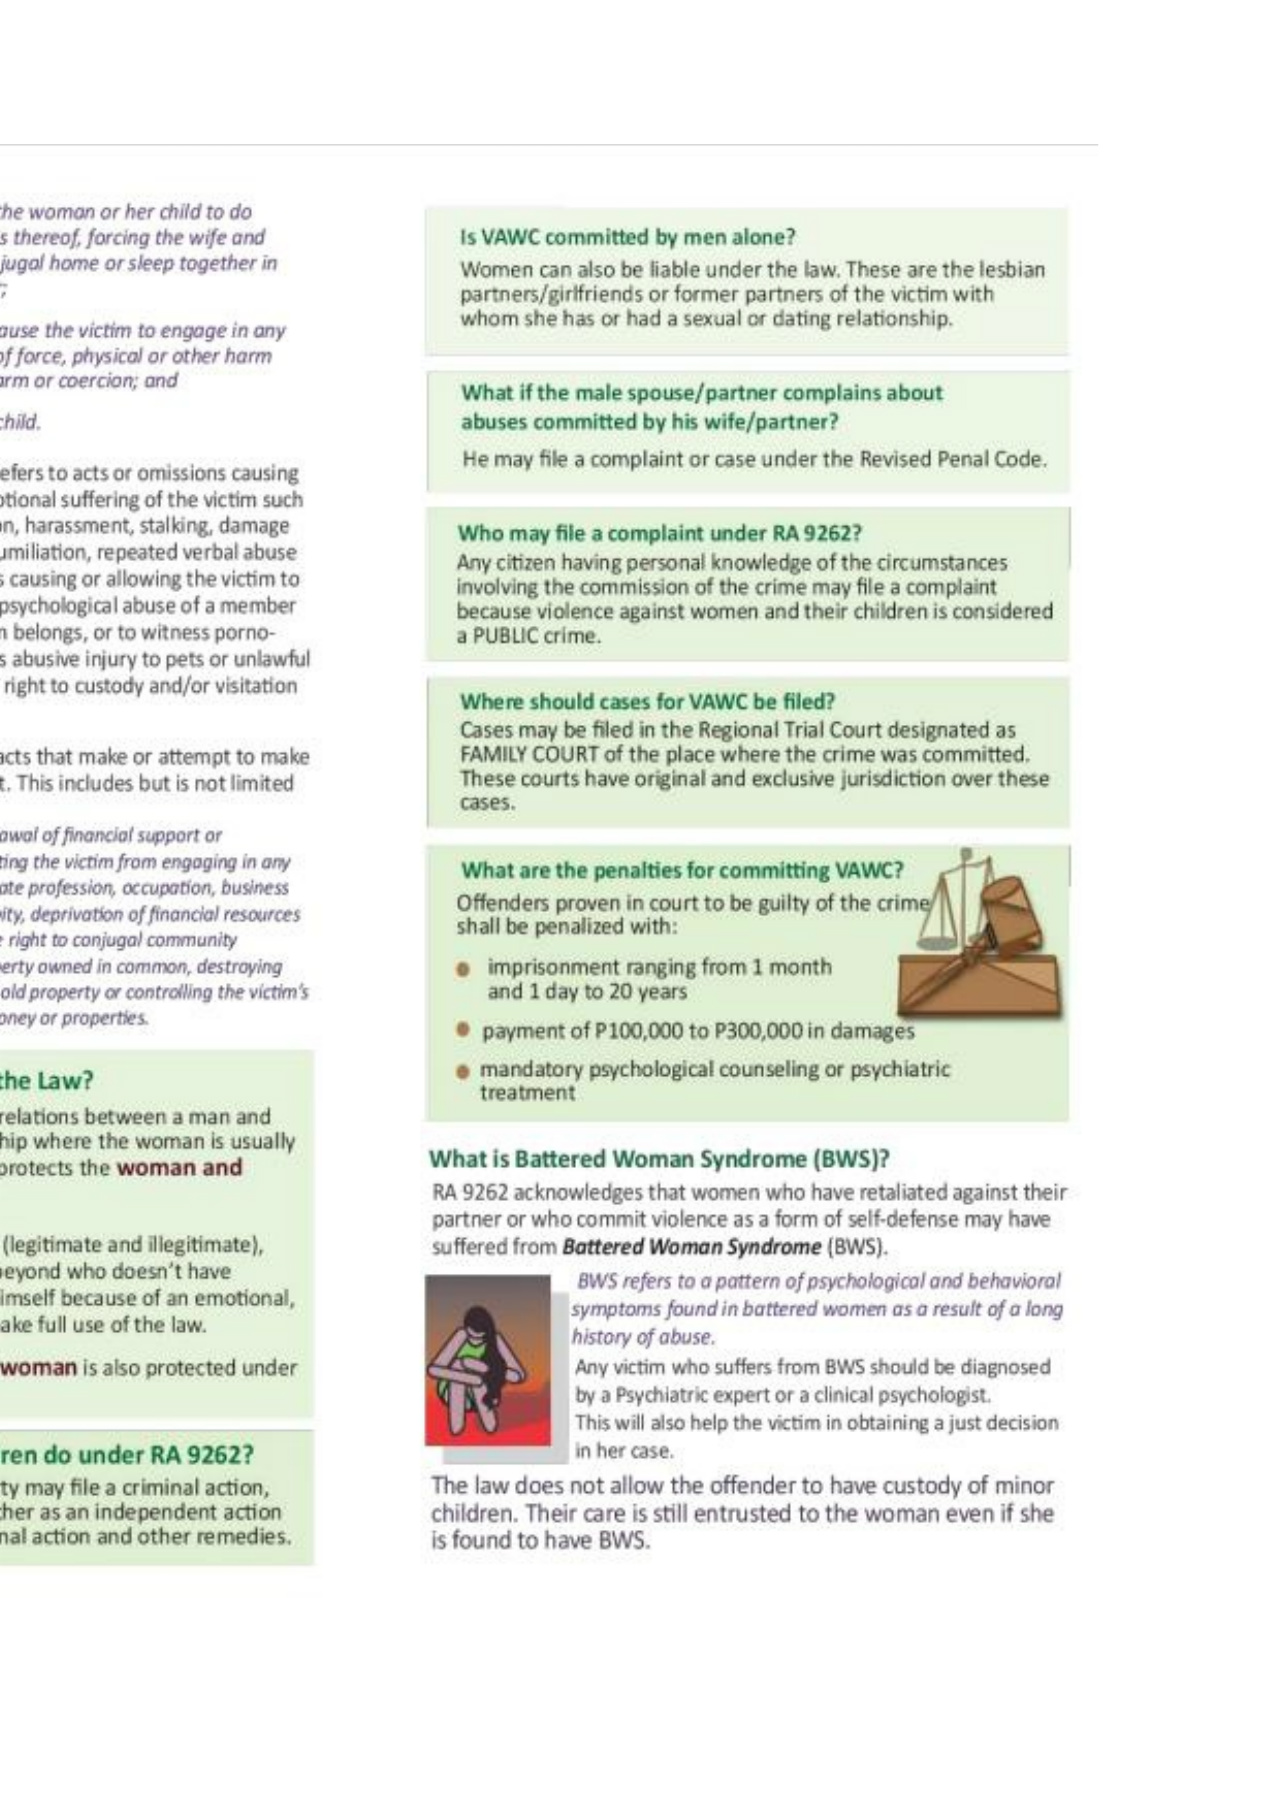 the woman or her child to do
s thereof, forcing the wife and
jugal home or sleep together in
;
ause the victim to engage in any
of force, physical or other harm
arm or coercion; and
child.
efers to acts or omissions causing
otional suffering of the victim such
n, harassment, stalking, damage
umiliation, repeated verbal abuse
s causing or allowing the victim to
psychological abuse of a member
n belongs, or to witness porno-
s abusive injury to pets or unlawful
right to custody and/or visitation
acts that make or attempt to make
t. This includes but is not limited
awal of financial support or
ting the victim from engaging in any
ate profession, occupation, business
ity, deprivation of financial resources
e right to conjugal community
erty owned in common, destroying
old property or controlling the victim's
oney or properties.
the Law?
relations between a man and
hip where the woman is usually
protects the woman and
(legitimate and illegitimate),
eyond who doesn't have
imself because of an emotional,
ake full use of the law.
woman is also protected under
ren do under RA 9262?
ty may file a criminal action,
ther as an independent action
nal action and other remedies.
Is VAWC committed by men alone?
Women can also be liable under the law. These are the lesbian
partners/girlfriends or former partners of the victim with
whom she has or had a sexual or dating relationship.
What if the male spouse/partner complains about
abuses committed by his wife/partner?
He may file a complaint or case under the Revised Penal Code.
Who may file a complaint under RA 9262?
Any citizen having personal knowledge of the circumstances
involving the commission of the crime may file a complaint
because violence against women and their children is considered
a PUBLIC crime.
Where should cases for VAWC be filed?
Cases may be filed in the Regional Trial Court designated as
FAMILY COURT of the place where the crime was committed.
These courts have original and exclusive jurisdiction over these
cases.
What are the penalties for committing VAWC?
Offenders proven in court to be guilty of the crime
shall be penalized with:
imprisonment ranging from 1 month
and 1 day to 20 years
payment of P100,000 to P300,000 in damages
mandatory psychological counseling or psychiatric
treatment
What is Battered Woman Syndrome (BWS)?
RA 9262 acknowledges that women who have retaliated against their
partner or who commit violence as a form of self-defense may have
suffered from Battered Woman Syndrome (BWS).
BWS refers to a pattern of psychological and behavioral
symptoms found in battered women as a result of a long
history of abuse.
Any victim who suffers from BWS should be diagnosed
by a Psychiatric expert or a clinical psychologist.
This will also help the victim in obtaining a just decision
in her case.
The law does not allow the offender to have custody of minor
children. Their care is still entrusted to the woman even if she
is found to have BWS.